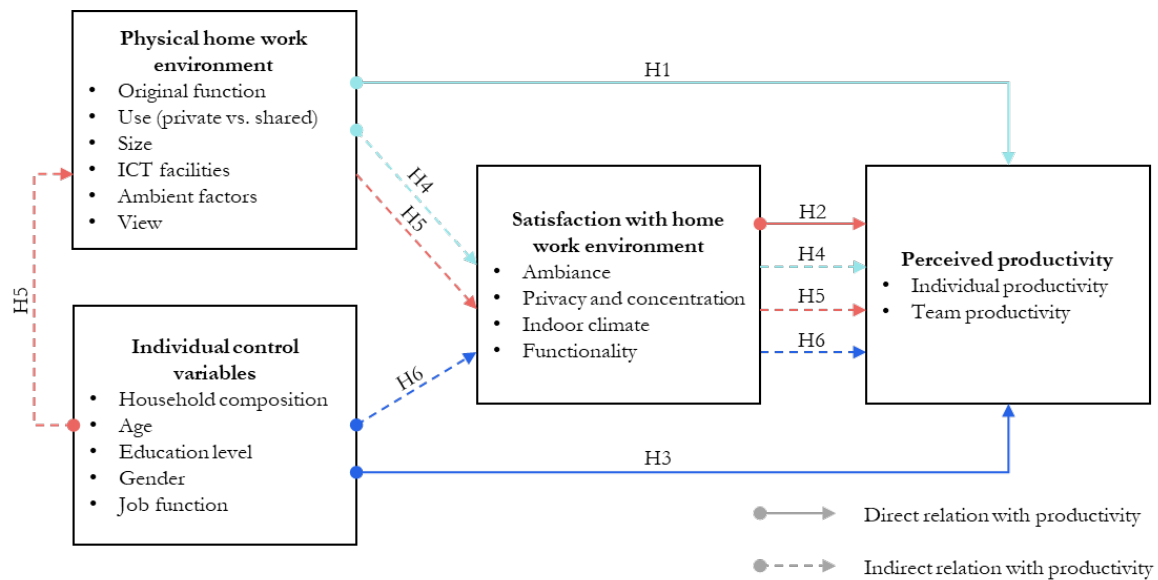 Physical home work
environment
• Original function
• Use (private vs. shared)
• Size
• ICT facilities
• Ambient factors
• View
H1
H4
H5
H5
Satisfaction with home
work environment
• Ambiance
• Privacy and concentration
• Indoor climate
• Functionality
H2
H4
H5
H6
Perceived productivity
• Individual productivity
• Team productivity
Individual control
variables
• Household composition
• Age
• Education level
• Gender
• Job function
H6
H3
Direct relation with productivity
Indirect relation with productivity